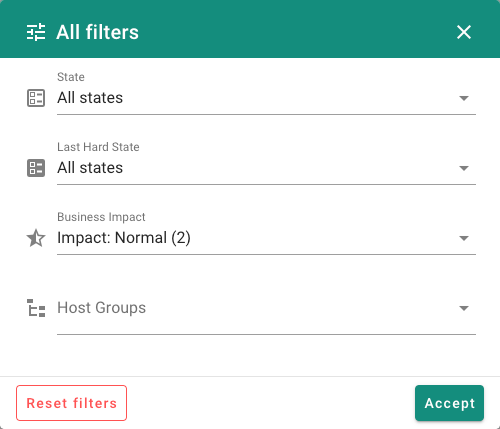 All filters
State
All states
Last Hard State
All states
Business Impact
Impact: Normal (2)
Host Groups
Reset filters
Accept